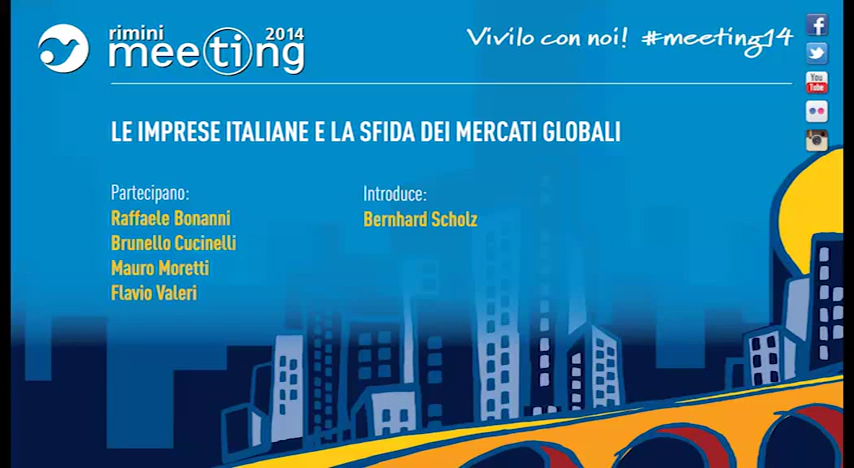 rimini 2014
meeting
Vivilo con noi! #meeting14
You
Tube
LE IMPRESE ITALIANE E LA SFIDA DEI MERCATI GLOBALI
Partecipano:
Raffaele Bonanni
Brunello Cucinelli
Mauro Moretti
Flavio Valeri
Introduce:
Bernhard Scholz